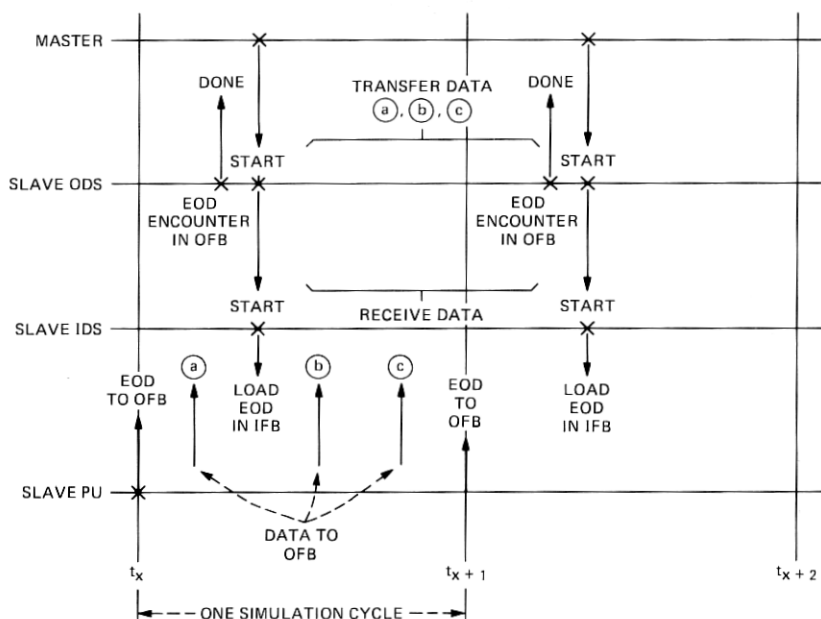 MASTER
DONE
TRANSFER DATA
a, b, c
DONE
START
START
SLAVE ODS
EOD
ENCOUNTER
IN OFB
EOD
ENCOUNTER
IN OFB
START
RECEIVE DATA
START
SLAVE IDS
EOD
TO OFB
a
LOAD
EOD
IN IFB
b
c
EOD
TO
OFB
LOAD
EOD
IN IFB
SLAVE PU
DATA TO
OFB
tx
tx + 1
tx + 2
ONE SIMULATION CYCLE